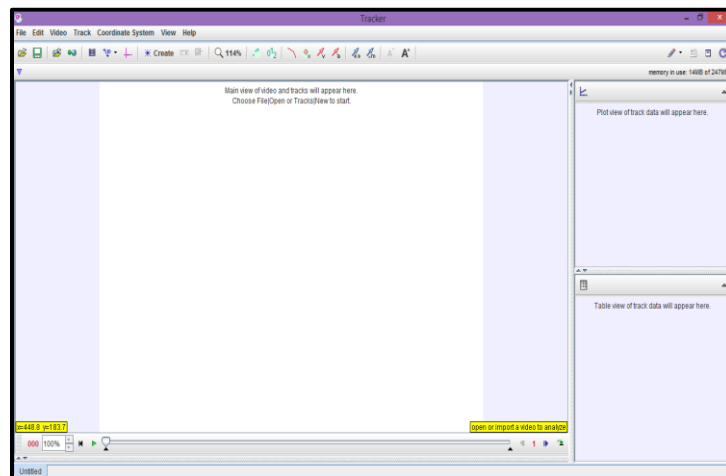 Tracker
File Edit Video Track Coordinate System View Help
Create 114%
memory in use: 14MB of 247MB
Main view of video and tracks will appear here.
Choose File|Open or Tracks|New to start.
Plot view of track data will appear here.
Table view of track data will appear here.
x=448.8 y=183.7
open or import a video to analyze
000 100% 1
Untitled